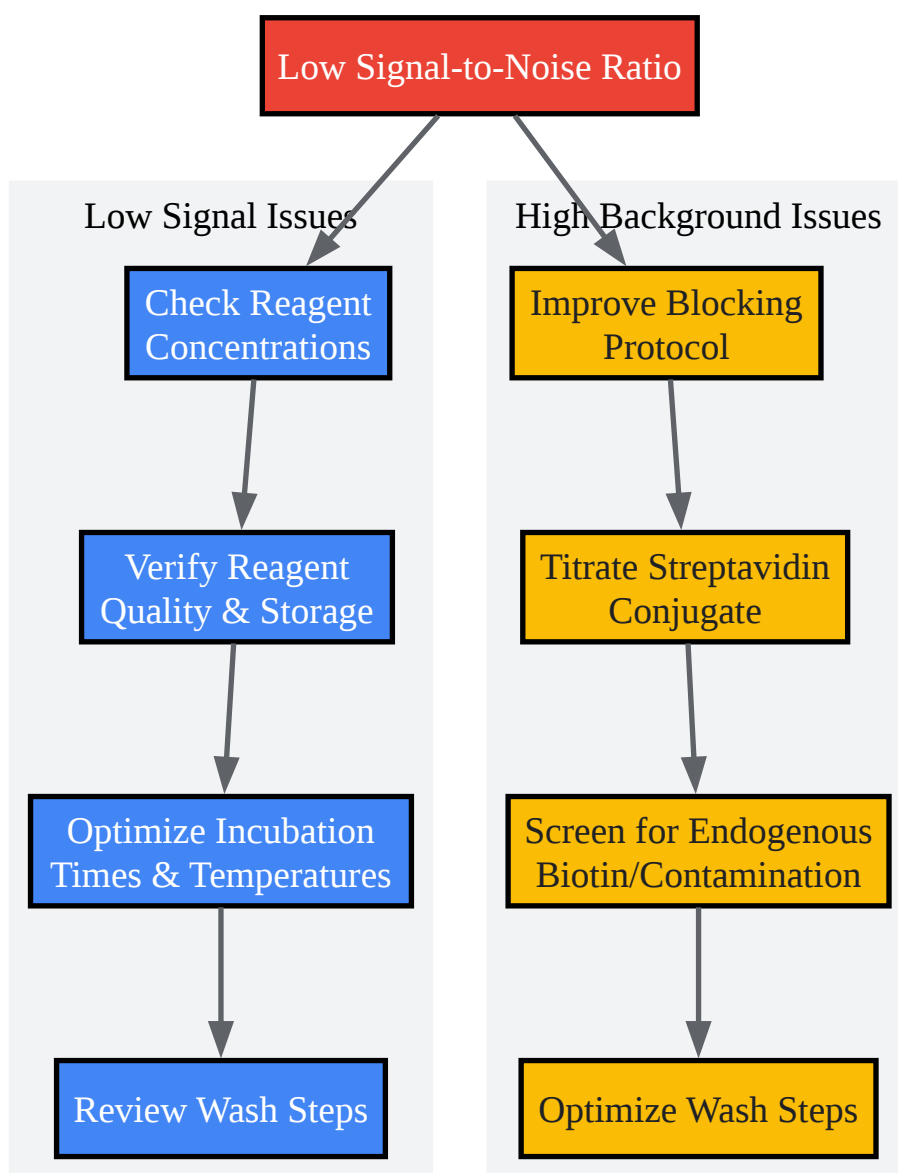 Low Signal-to-Noise Ratio
Low Signal Issues
Check Reagent
Concentrations
Verify Reagent
Quality & Storage
Optimize Incubation
Times & Temperatures
Review Wash Steps
High Background Issues
Improve Blocking
Protocol
Titrate Streptavidin
Conjugate
Screen for Endogenous
Biotin/Contamination
Optimize Wash Steps